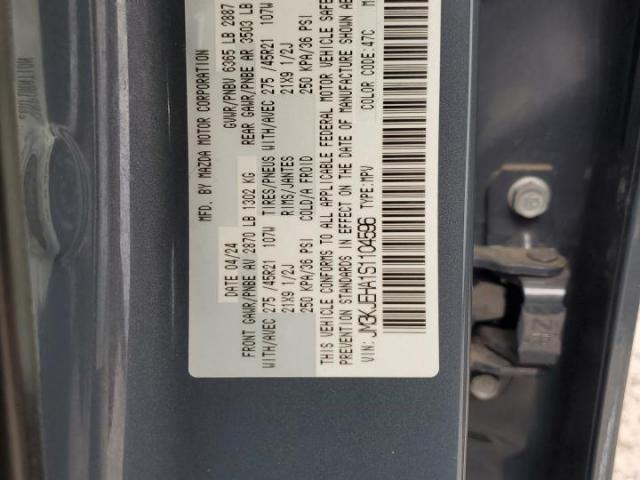 MFD. BY MAZDA MOTOR CORPORATION
DATE 04/24 GVWR/PNBV 6365 LB 2887
FRONT GAWR/PNBE AV 2870 LB 1302 KG REAR GAWR/PNBE AR 3503 LB
WITH/AVEC 275 /45R21 107W TIRES/PNEUS WITH/AVEC 275 /45R21 107W
21X9 1/2J RIMS/JANTES 21X9 1/2J
250 KPA/36 PSI COLD/A FROID 250 KPA/36 PSI
THIS VEHICLE CONFORMS TO ALL APPLICABLE FEDERAL MOTOR VEHICLE SAFE
STANDARDS IN EFFECT ON THE DATE OF MANUFACTURE SHOWN AB
VIN: JM3KJEHA1S1104596 TYPE: MPV COLOR CODE: 47C